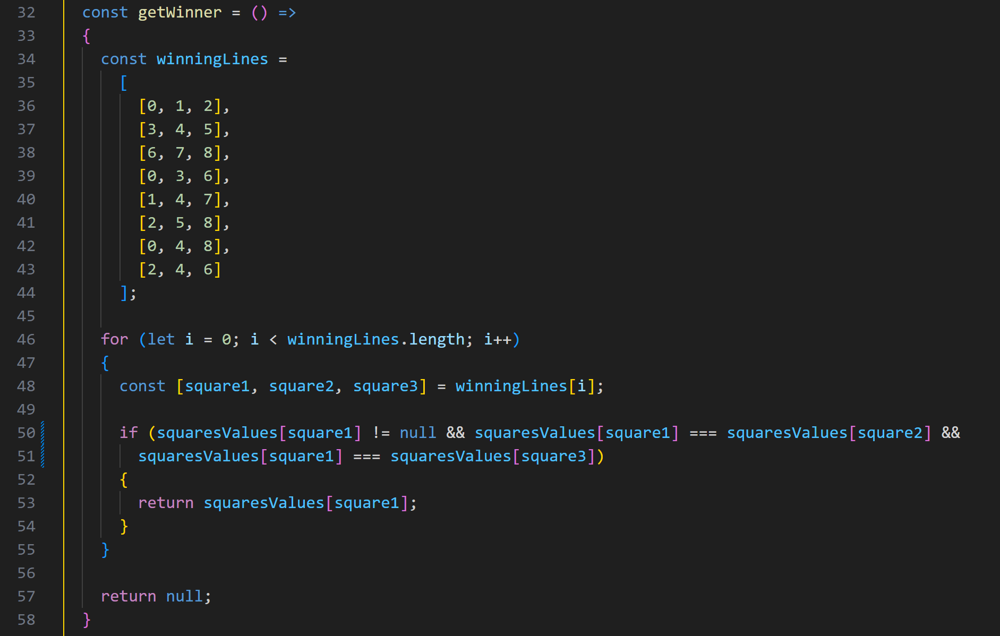 32 const getWinner = () =>
33 {
34 const winningLines =
35 [
36 [0, 1, 2],
37 [3, 4, 5],
38 [6, 7, 8],
39 [0, 3, 6],
40 [1, 4, 7],
41 [2, 5, 8],
42 [0, 4, 8],
43 [2, 4, 6]
44 ];
45
46 for (let i = 0; i < winningLines.length; i++)
47 {
48 const [square1, square2, square3] = winningLines[i];
49
50 if (squaresValues[square1] != null && squaresValues[square1] === squaresValues[square2] &&
51 squaresValues[square1] === squaresValues[square3])
52 {
53 return squaresValues[square1];
54 }
55 }
56
57 return null;
58 }